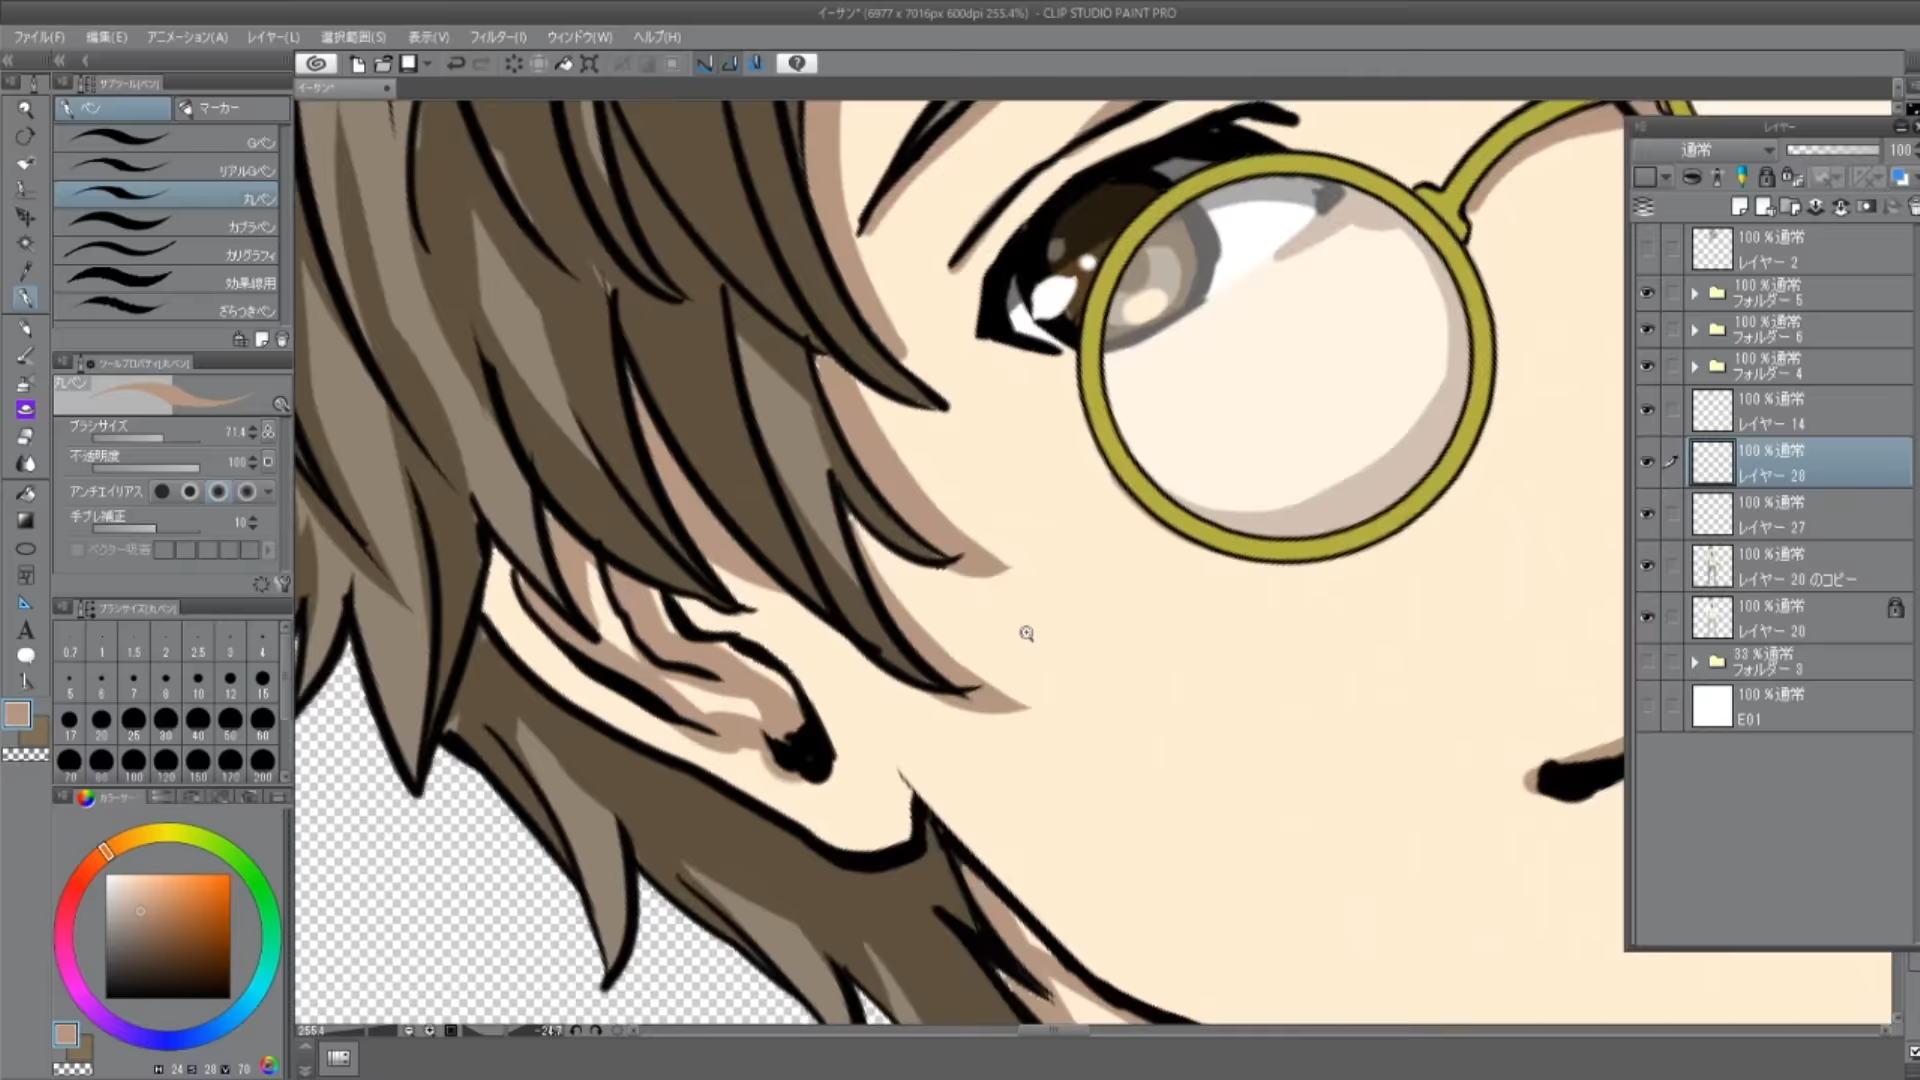 イーサン* (6977 x 7016px 600dpi 255.4%) - CLIP STUDIO PAINT PRO
ファイル(F) 編集(E) アニメーション(A) レイヤー(L) 選択範囲(S) 表示(V) フィルター(I) ウィンドウ(W) ヘルプ(H)
サブツール[ペン]
イーサン*
ペン マーカー
Gペン
リアルGペン
丸ペン
カブラペン
カリグラフィ
効果線用
ざらつきペン
ツールプロパティ[丸ペン]
丸ペン
ブラシサイズ 71.4
不透明度 100
アンチエイリアス
手ブレ補正 10
ベクター吸着
ブラシサイズ[丸ペン]
0.7 1 1.5 2 2.5 3 4
5 6 7 8 10 12 15
17 20 25 30 40 50 60
70 80 100 120 150 170 200
カラーサー
H 24 S 28 V 70
255.4
-24.7
レイヤー
通常 100
100 %通常
レイヤー 2
100 %通常
フォルダー 5
100 %通常
フォルダー 6
100 %通常
フォルダー 4
100 %通常
レイヤー 14
100 %通常
レイヤー 28
100 %通常
レイヤー 27
100 %通常
レイヤー 20 のコピー
100 %通常
レイヤー 20
33 %通常
フォルダー 3
100 %通常
E01